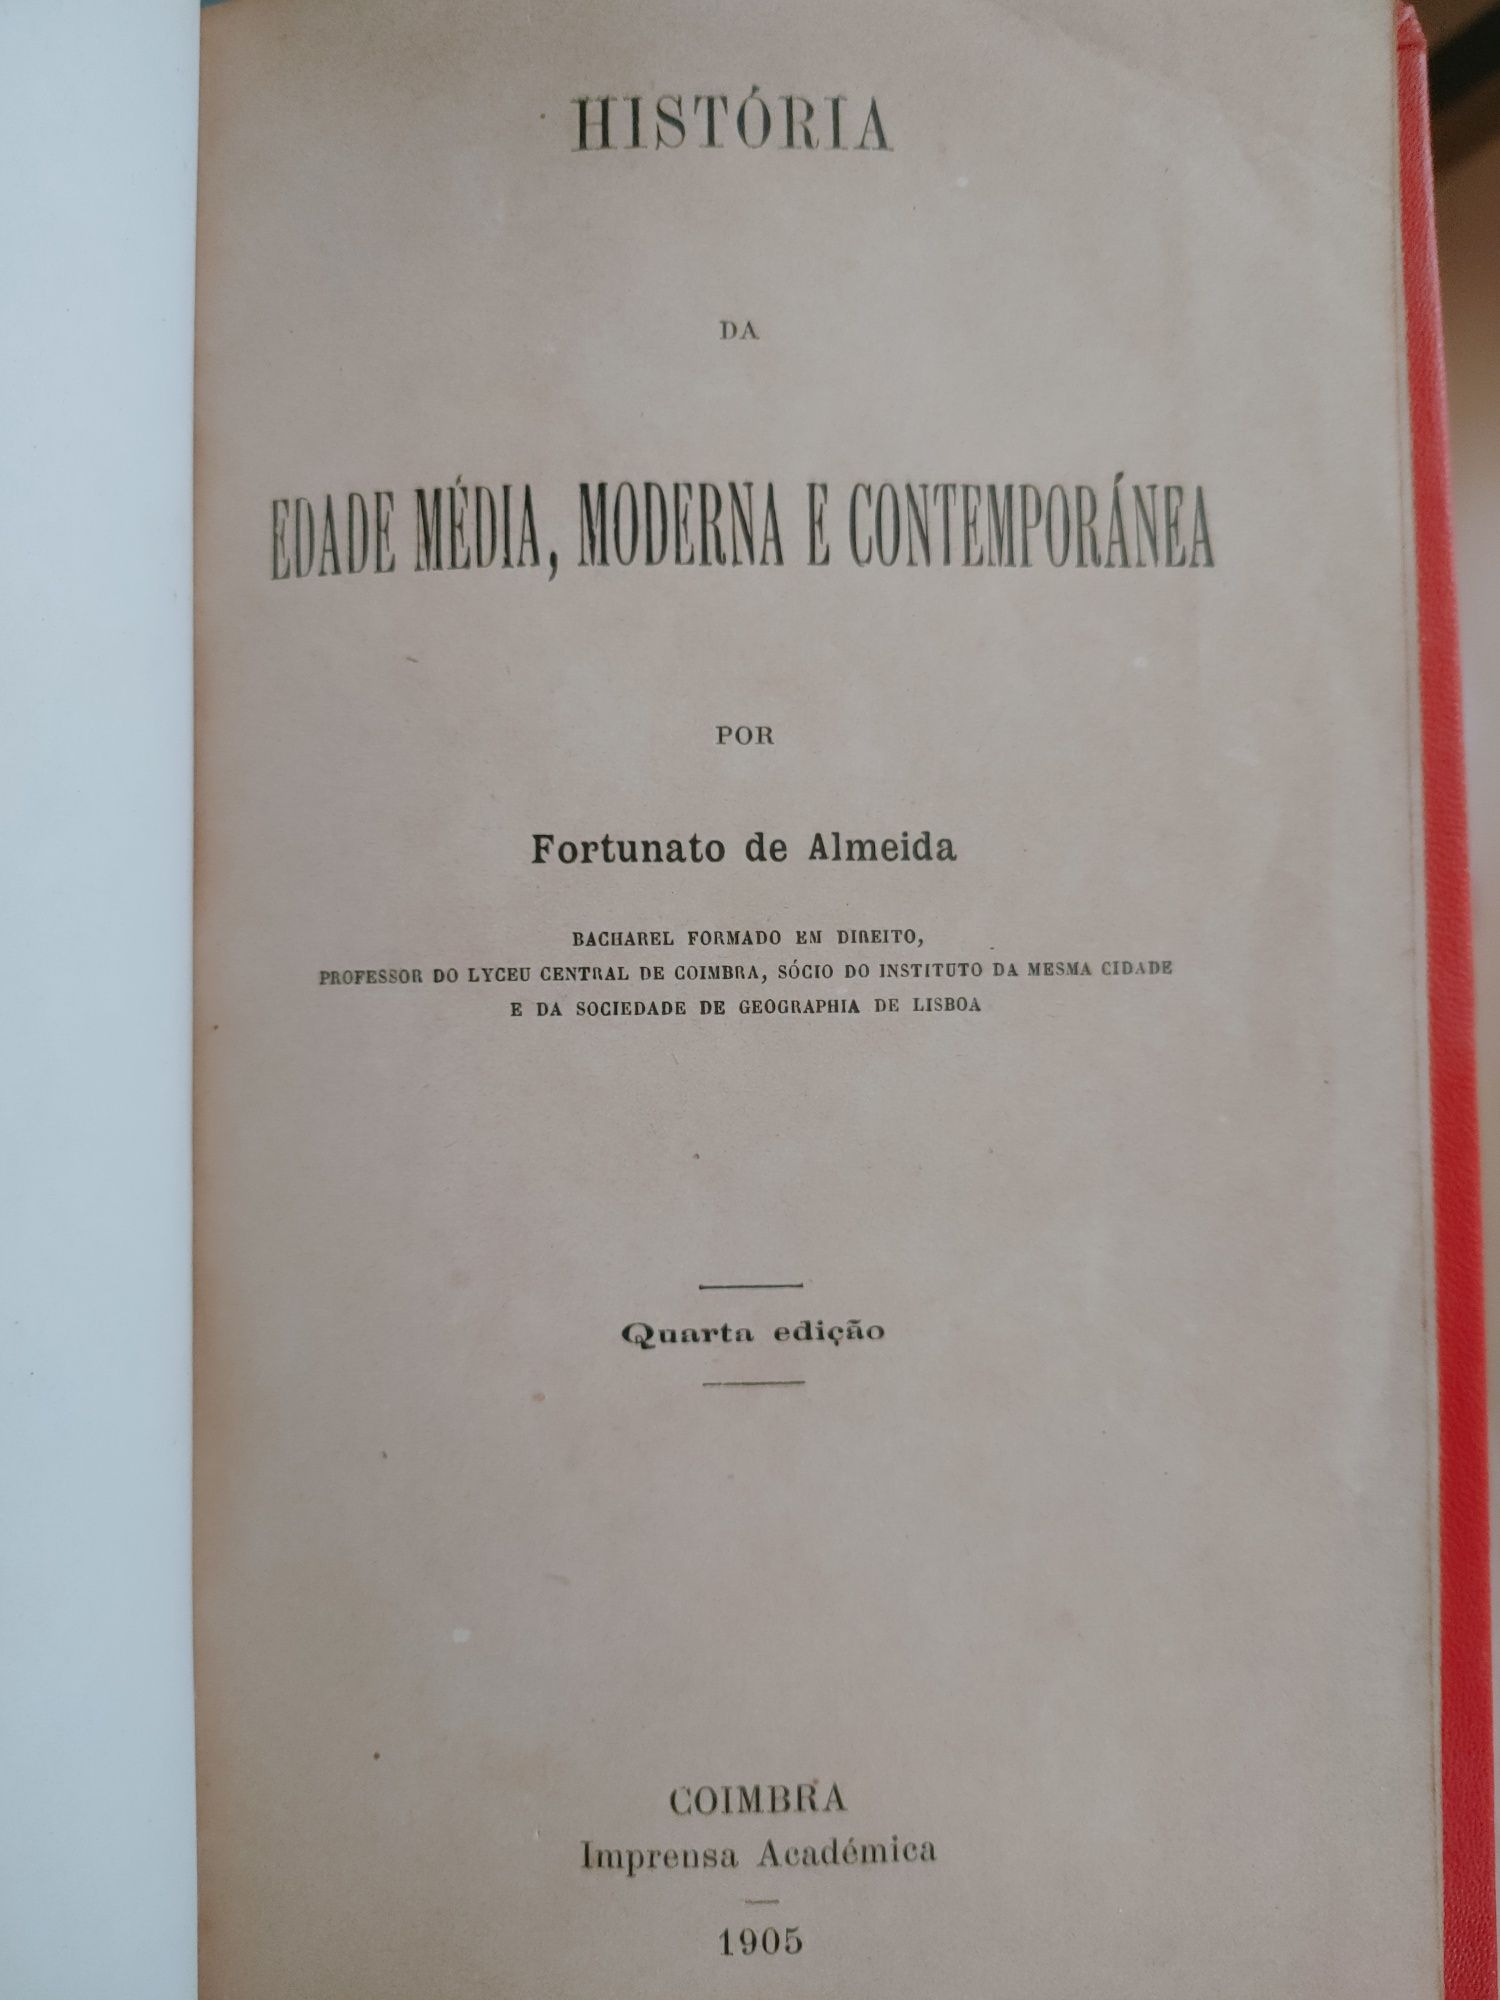 HISTÓRIA
DA
EDADE MÉDIA, MODERNA E CONTEMPORÁNEA
POR
Fortunato de Almeida
BACHAREL FORMADO EM DIREITO,
PROFESSOR DO LYCEU CENTRAL DE COIMBRA, SÓCIO DO INSTITUTO DA MESMA CIDADE
E DA SOCIEDADE DE GEOGRAPHIA DE LISBOA
Quarta edição
COIMBRA
Imprensa Académica
1905